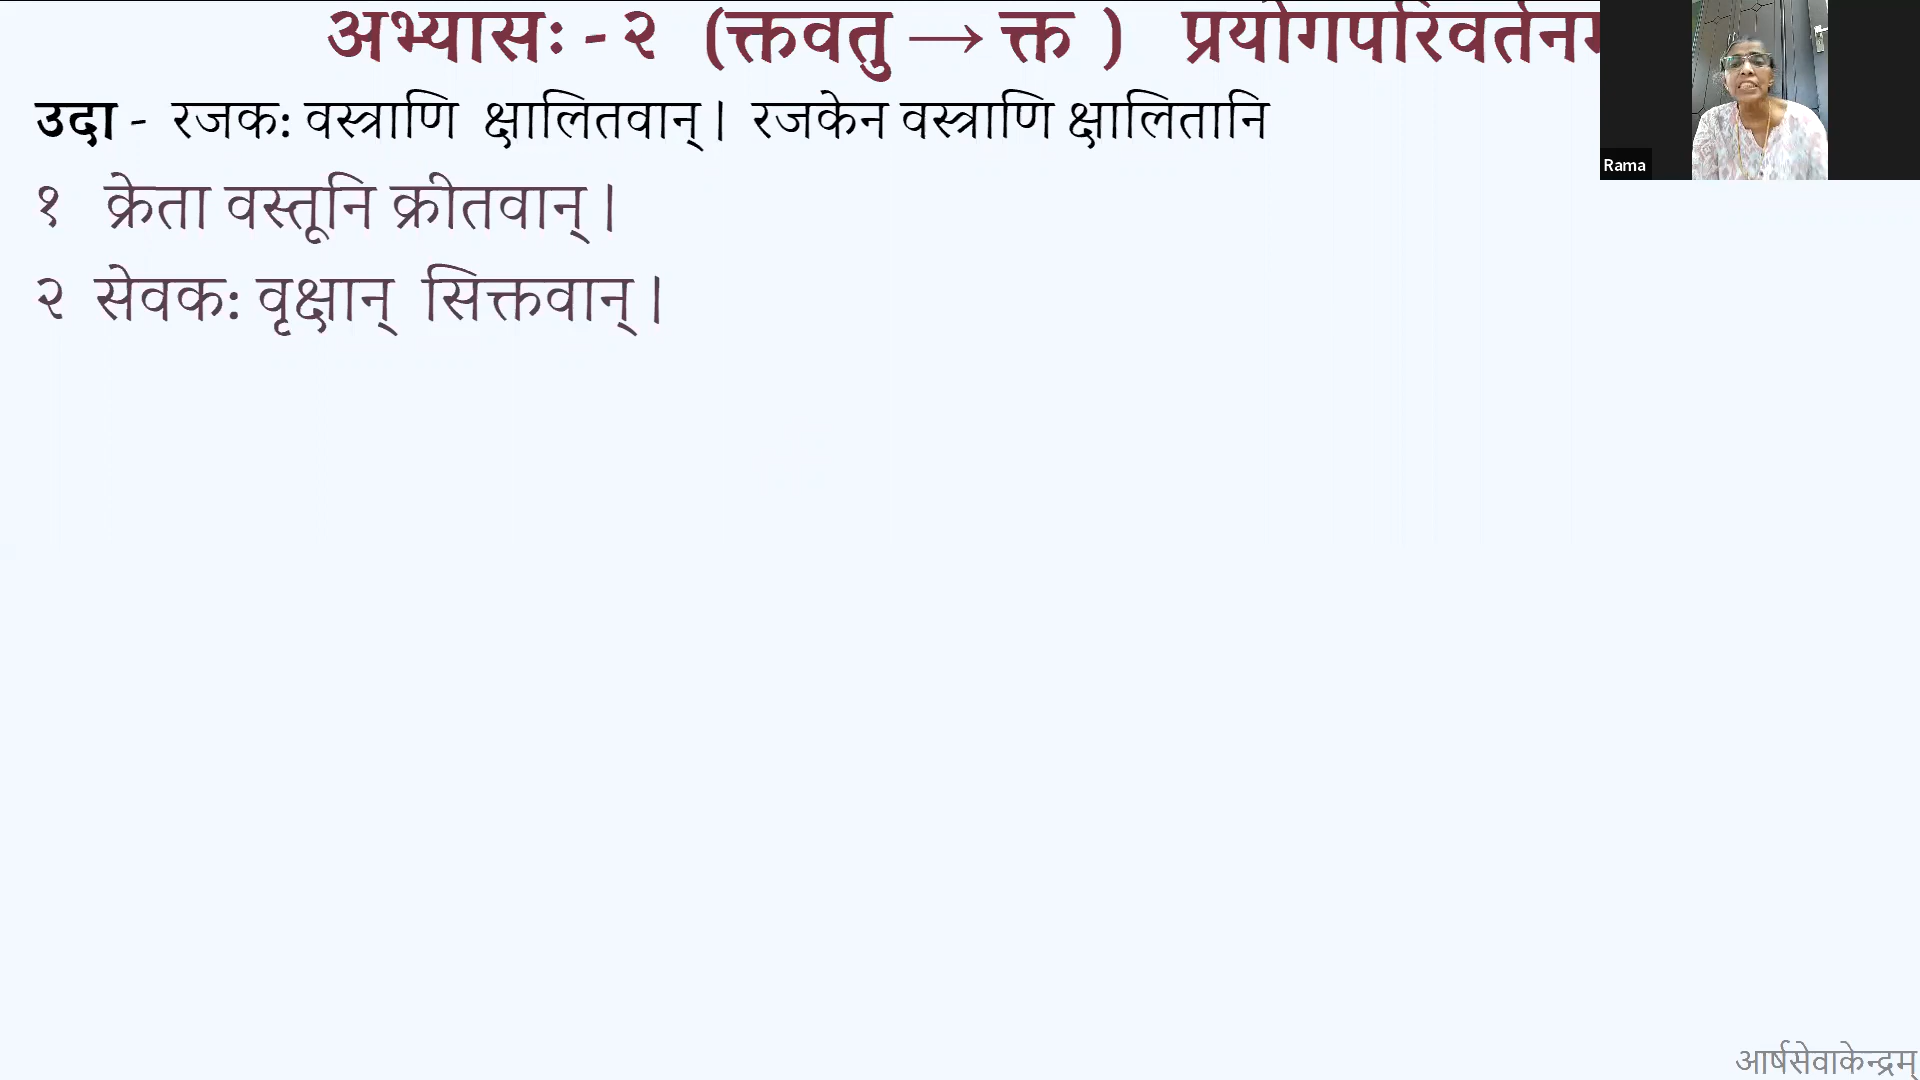 अभ्यासः - २ (क्तवतु → क्त ) प्रयोगपरिवर्तनम
उदा - रजकः वस्त्राणि क्षालितवान् | रजकेन वस्त्राणि क्षालितानि
Rama
१ क्रेता वस्तूनि क्रीतवान् |
२ सेवकः वृक्षान् सिक्तवान् |
आर्षसेवाकेन्द्रम्